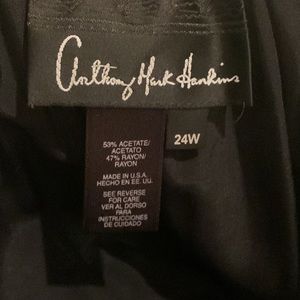 Anthony Mark Hankins
53% ACETATE/
ACETATO
47% RAYON/
RAYON
MADE IN U.S.A.
HECHO EN EE. UU.
SEE REVERSE
FOR CARE
VER AL DORSO
PARA
INSTRUCCIONES
DE CUIDADO
24W